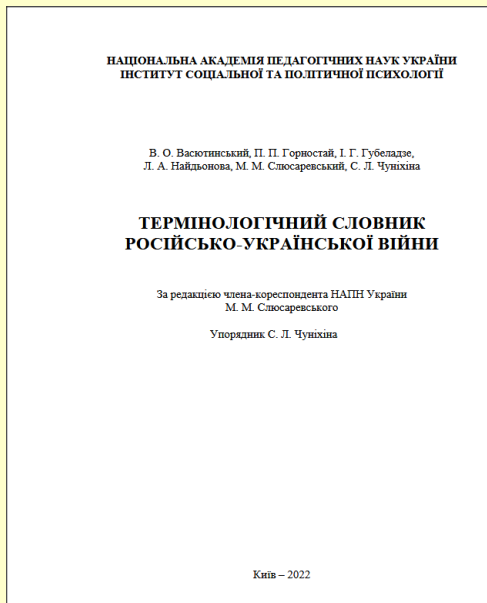 НАЦІОНАЛЬНА АКАДЕМІЯ ПЕДАГОГІЧНИХ НАУК УКРАЇНИ
ІНСТИТУТ СОЦІАЛЬНОЇ ТА ПОЛІТИЧНОЇ ПСИХОЛОГІЇ
В. О. Васютинський, П. П. Горностай, І. Г. Губеладзе,
Л. А. Найдьонова, М. М. Слюсаревський, С. Л. Чуніхіна
ТЕРМІНОЛОГІЧНИЙ СЛОВНИК
РОСІЙСЬКО-УКРАЇНСЬКОЇ ВІЙНИ
За редакцією члена-кореспондента НАПН України
М. М. Слюсаревського
Упорядник С. Л. Чуніхіна
Київ – 2022